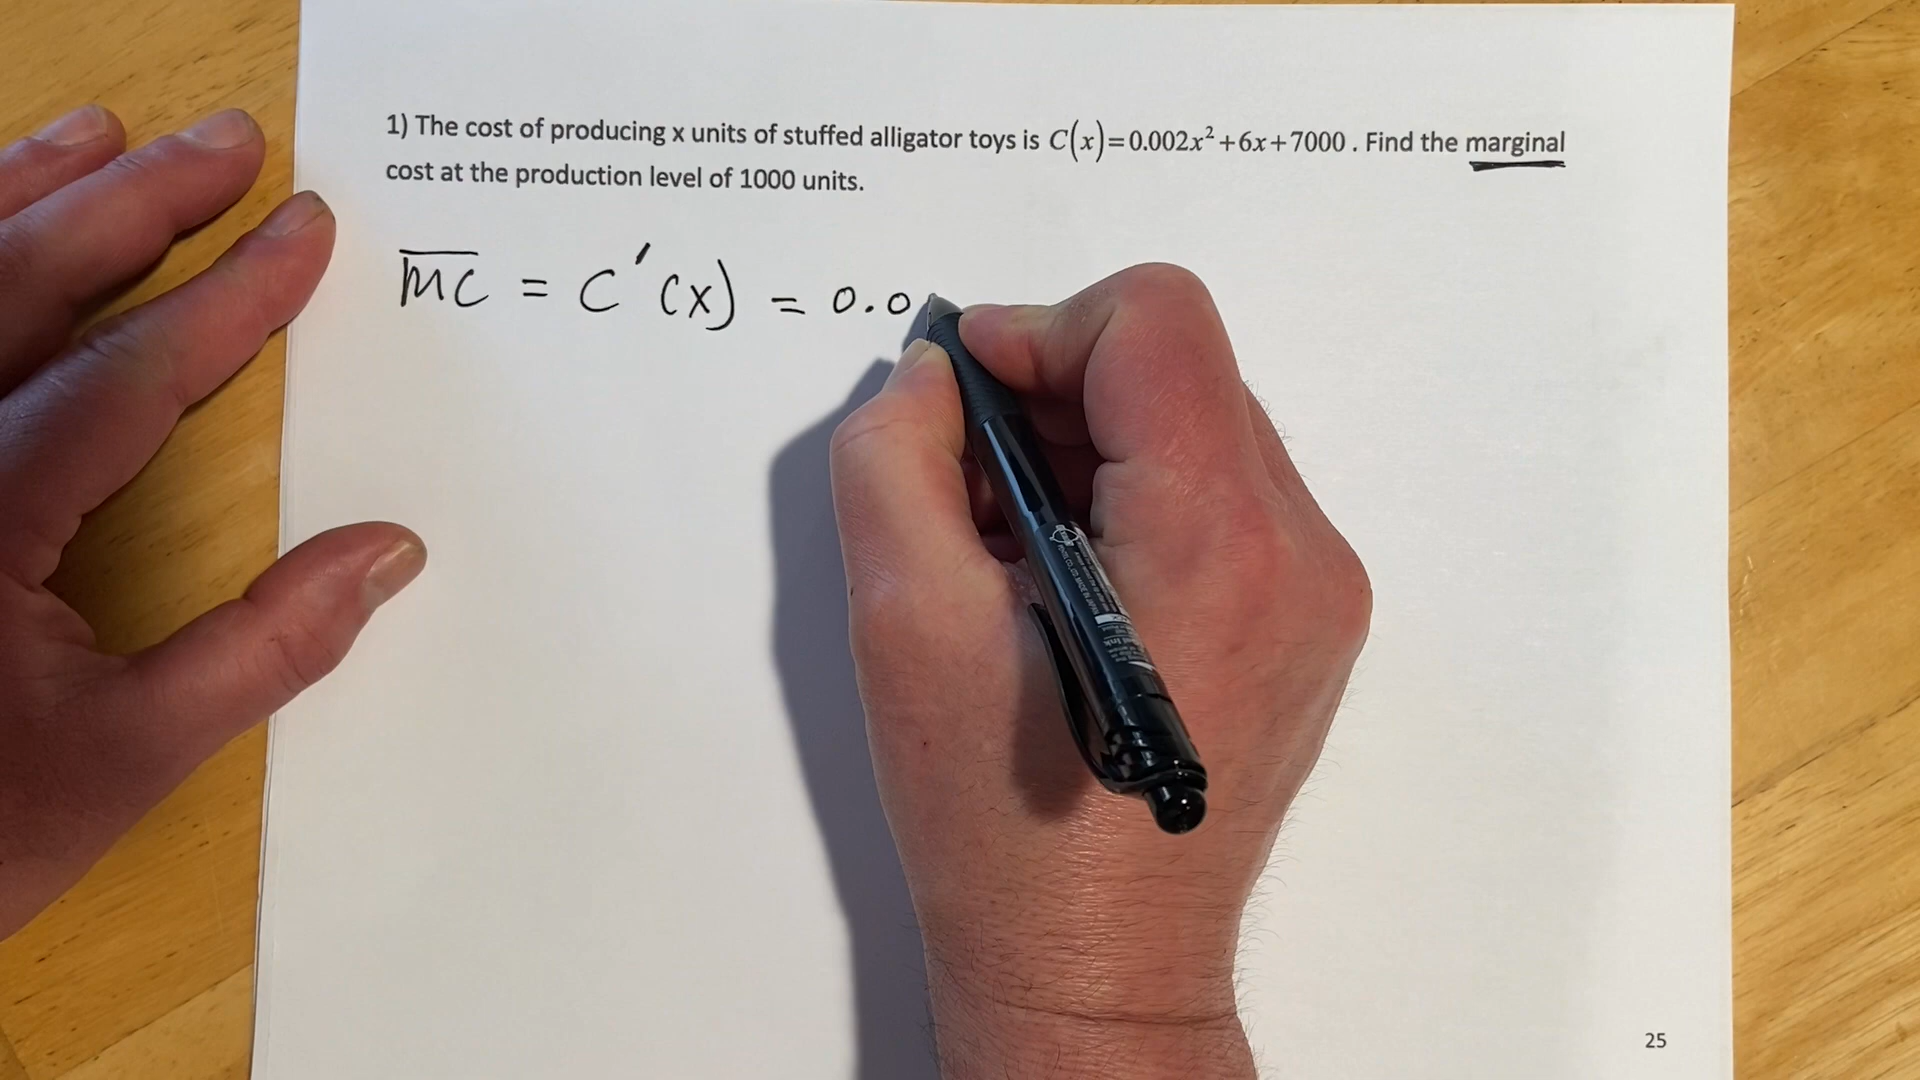 1) The cost of producing x units of stuffed alligator toys is C(x)=0.002x²+6x+7000 . Find the marginal
cost at the production level of 1000 units.
MC = C'(x) = 0.0
25